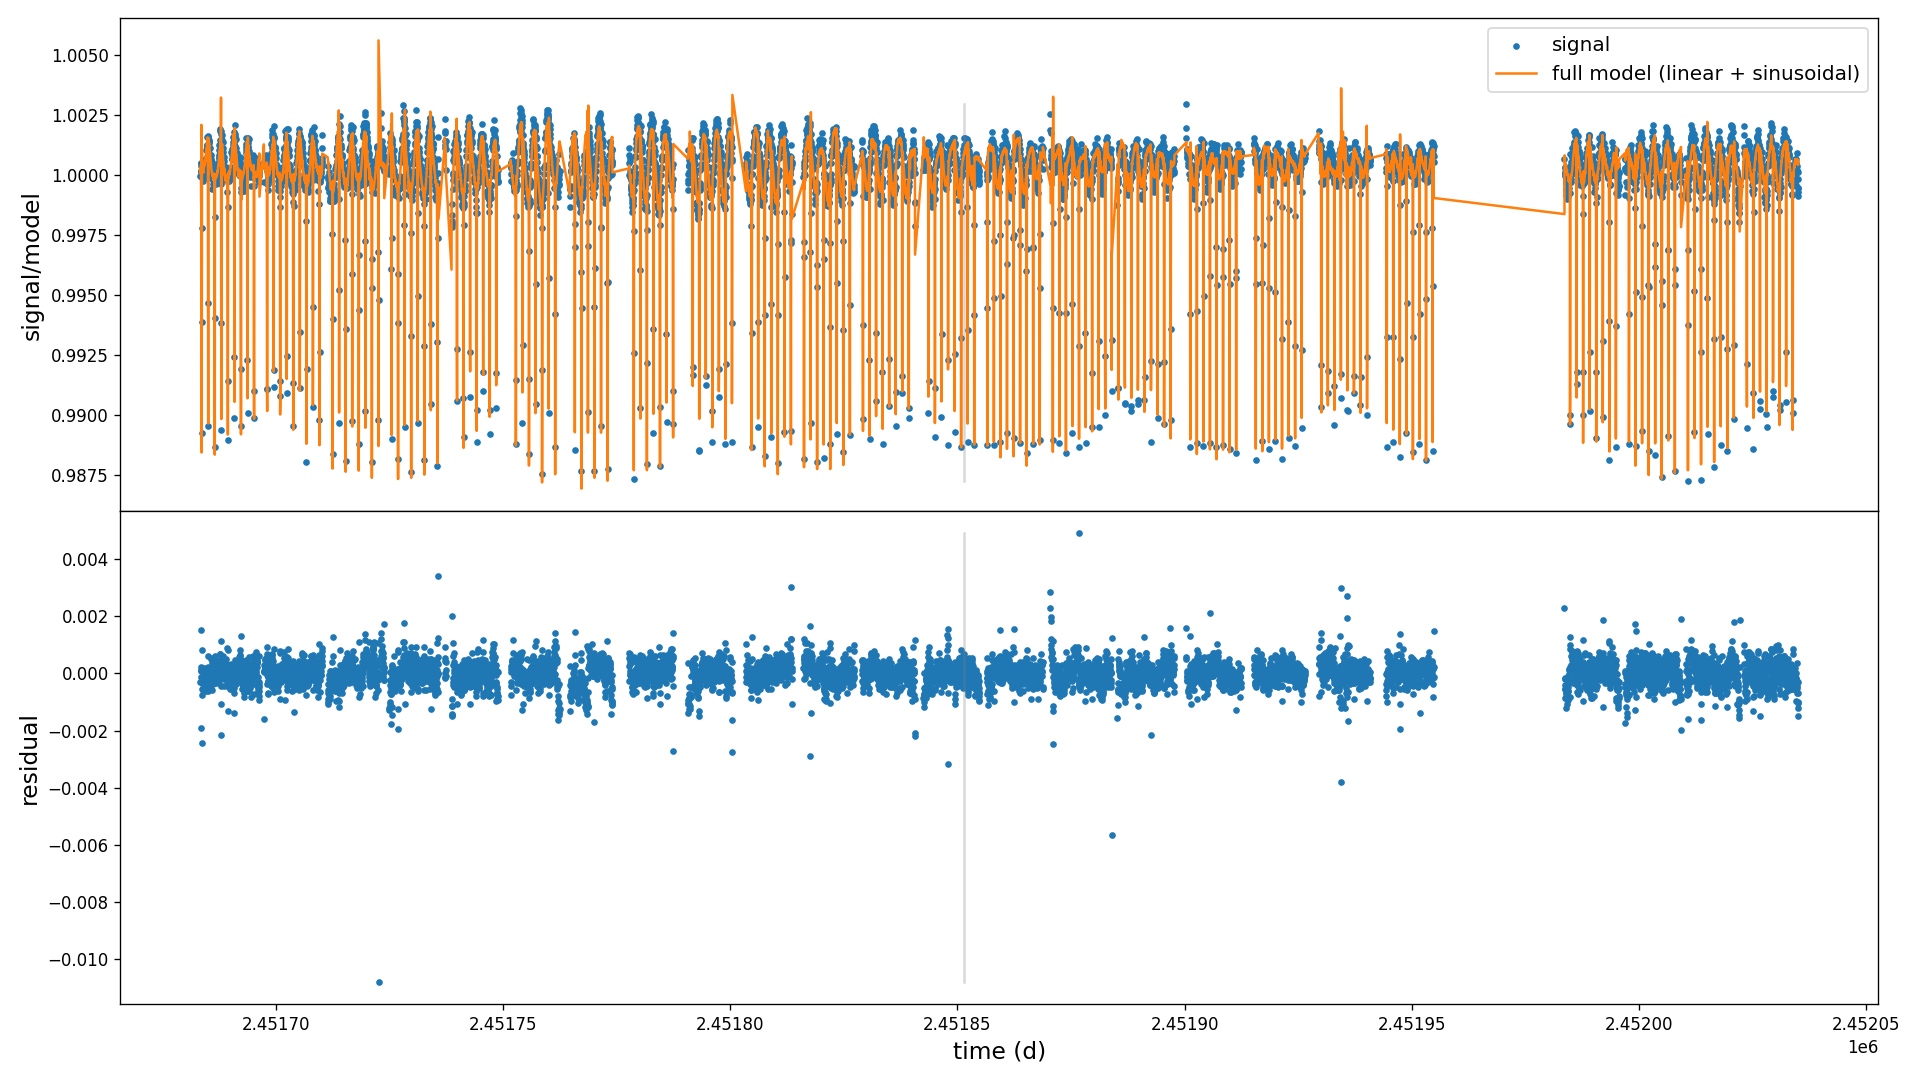 signal
full model (linear + sinusoidal)
1.0050
1.0025
1.0000
0.9975
0.9950
0.9925
0.9900
0.9875
signal/model
0.004
0.002
0.000
−0.002
−0.004
−0.006
−0.008
−0.010
residual
2.45170 2.45175 2.45180 2.45185 2.45190 2.45195 2.45200 2.45205
1e6
time (d)